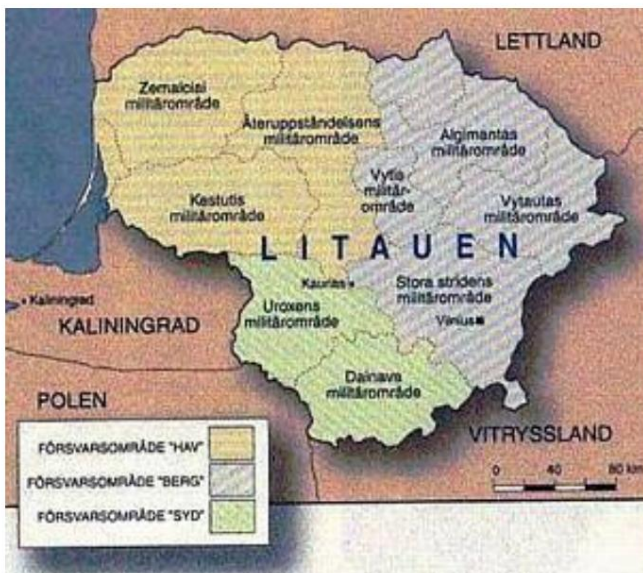 LETTLAND
Zemaiciai
militärområde
Återuppståndelsens
militärområde
Algimantas
militärområde
Vytis
militär-
område
Kestutis
militärområde
Vytautas
militärområde
LITAUEN
Kaunas
Stora stridens
militärområde
Kaliningrad
Uroxens
militärområde
Vilnius
KALININGRAD
Dainava
militärområde
POLEN
VITRYSSLAND
FÖRSVARSOMRÅDE "HAV"
FÖRSVARSOMRÅDE "BERG"
FÖRSVARSOMRÅDE "SYD"
0 40 80 km